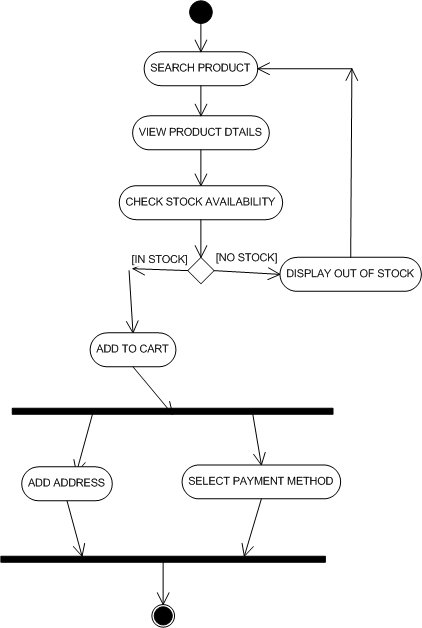 SEARCH PRODUCT
VIEW PRODUCT DTAILS
CHECK STOCK AVAILABILITY
[IN STOCK]
[NO STOCK]
DISPLAY OUT OF STOCK
ADD TO CART
ADD ADDRESS
SELECT PAYMENT METHOD